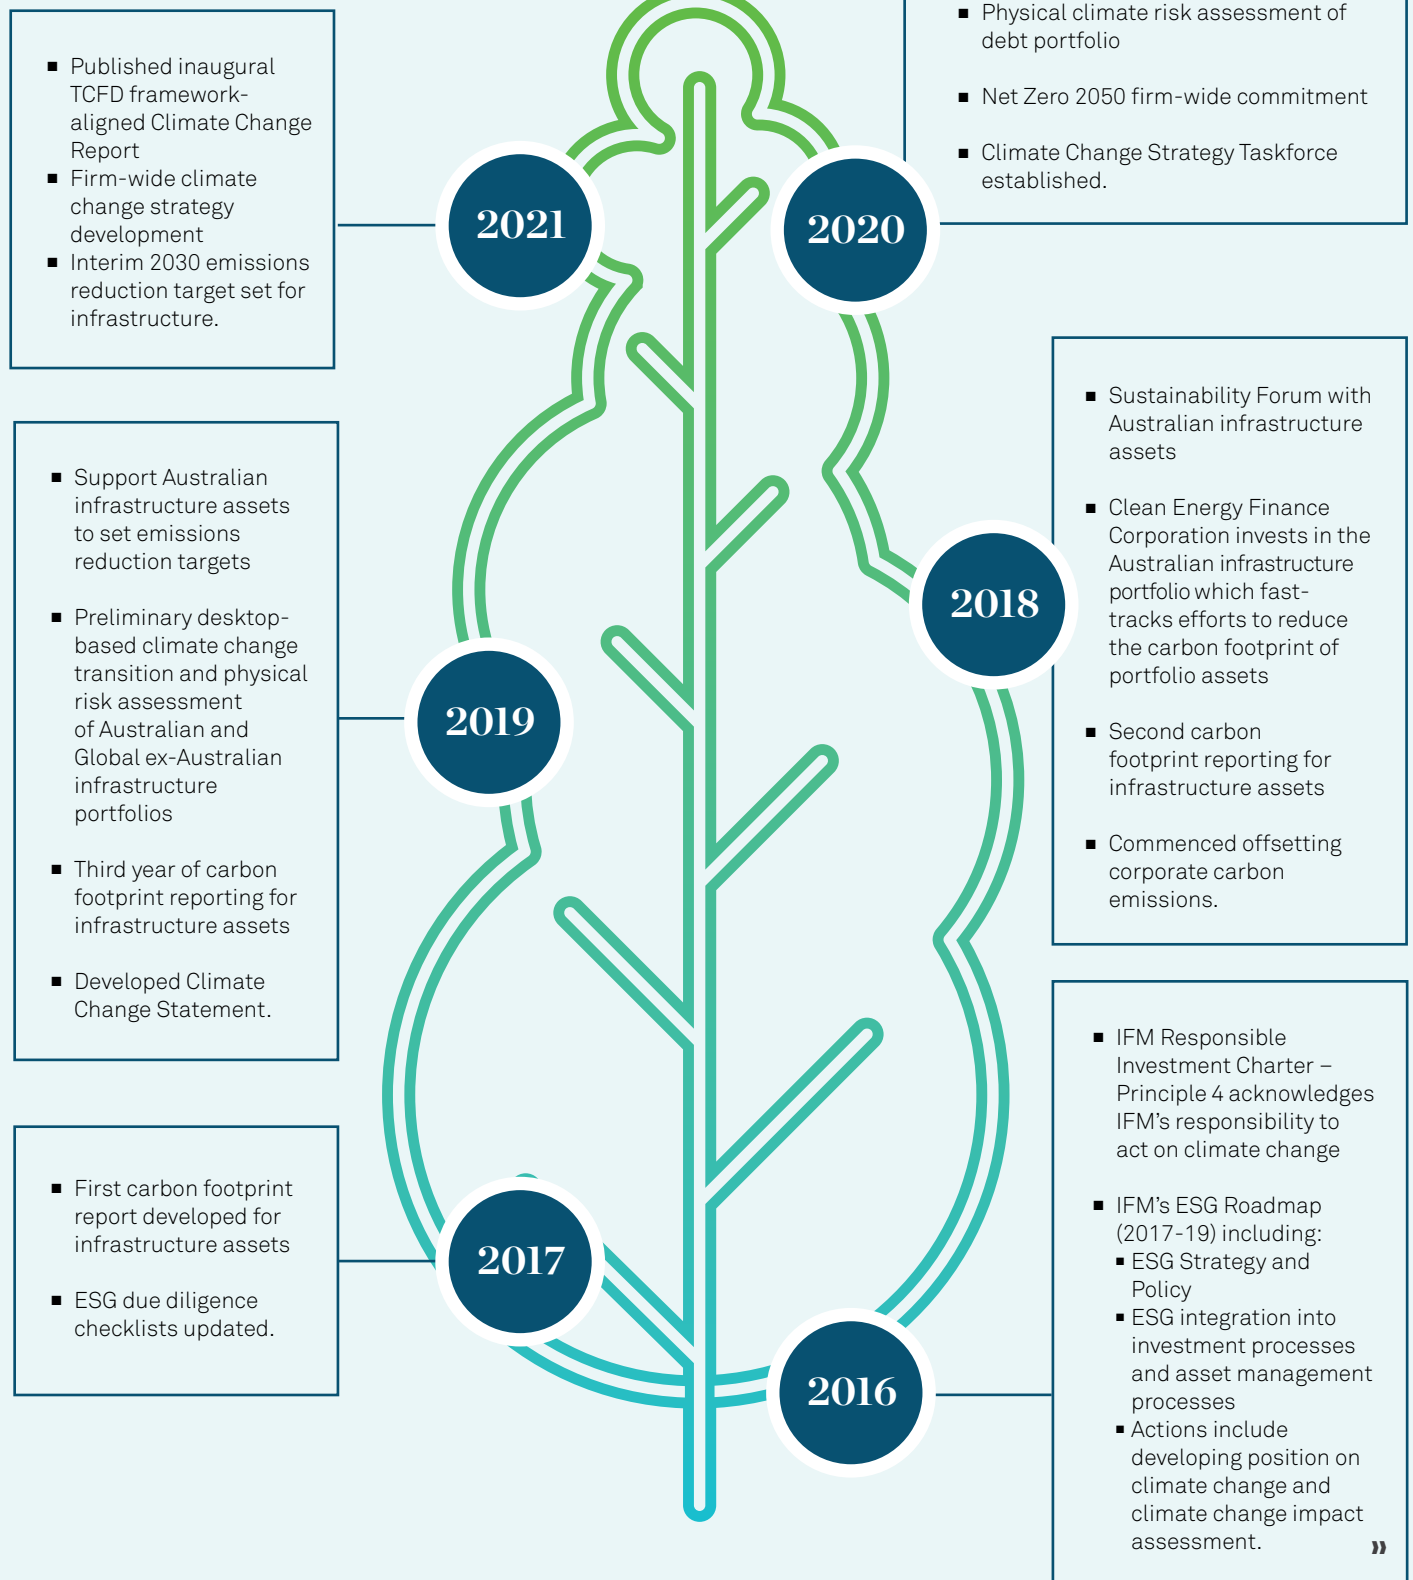 ■ Physical climate risk assessment of
debt portfolio
■ Net Zero 2050 firm-wide commitment
■ Climate Change Strategy Taskforce
established.
2020
■ Published inaugural
TCFD framework-
aligned Climate Change
Report
■ Firm-wide climate
change strategy
development
■ Interim 2030 emissions
reduction target set for
infrastructure.
2021
■ Sustainability Forum with
Australian infrastructure
assets
■ Clean Energy Finance
Corporation invests in the
Australian infrastructure
portfolio which fast-
tracks efforts to reduce
the carbon footprint of
portfolio assets
■ Second carbon
footprint reporting for
infrastructure assets
■ Commenced offsetting
corporate carbon
emissions.
2018
■ Support Australian
infrastructure assets
to set emissions
reduction targets
■ Preliminary desktop-
based climate change
transition and physical
risk assessment
of Australian and
Global ex-Australian
infrastructure
portfolios
■ Third year of carbon
footprint reporting for
infrastructure assets
■ Developed Climate
Change Statement.
2019
■ First carbon footprint
report developed for
infrastructure assets
■ ESG due diligence
checklists updated.
2017
2016
■ IFM Responsible
Investment Charter –
Principle 4 acknowledges
IFM’s responsibility to
act on climate change
■ IFM’s ESG Roadmap
(2017-19) including:
■ ESG Strategy and
Policy
■ ESG integration into
investment processes
and asset management
processes
■ Actions include
developing position on
climate change and
climate change impact
assessment.
»